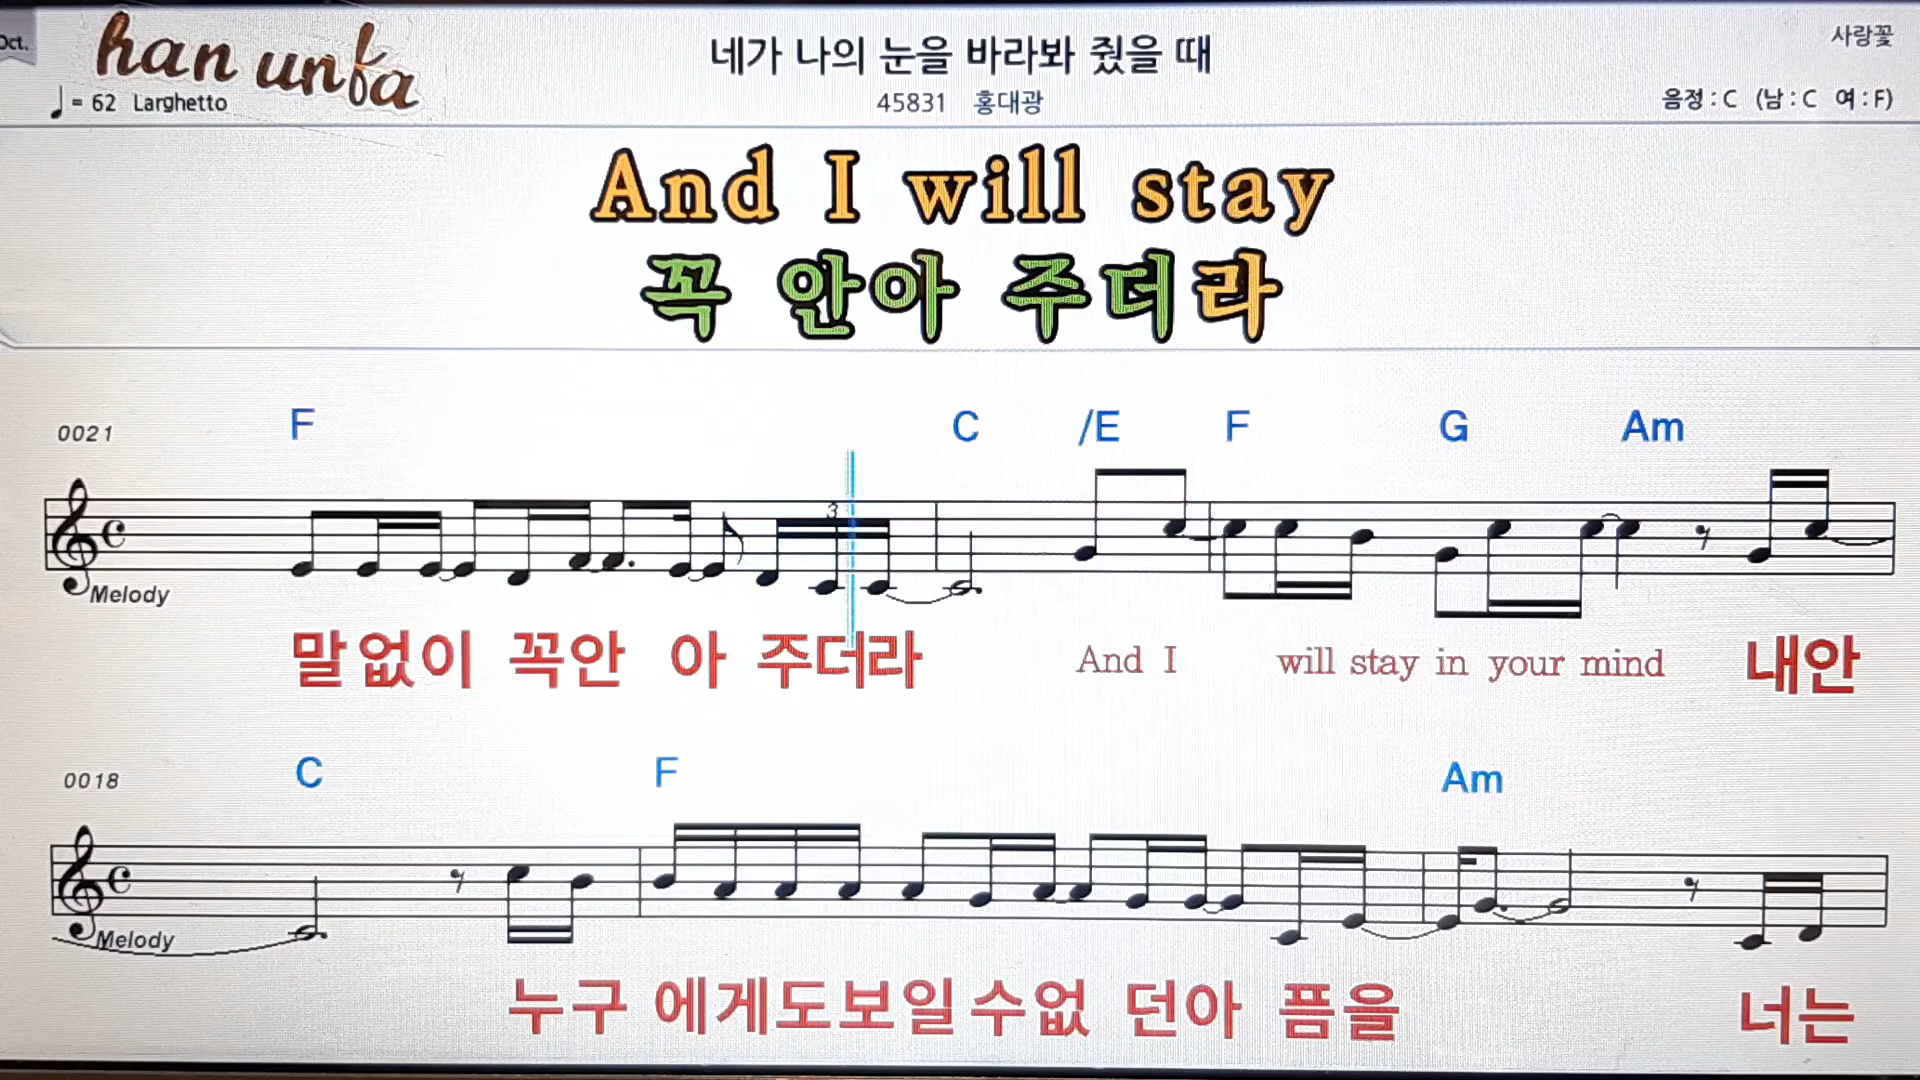 Oct.
han unfa
네가 나의 눈을 바라봐 줬을 때
사랑꽃
♩= 62 Larghetto
45831 홍대광
음정 : C (남 : C 여 : F)
And I will stay
꼭 안아 주더라
0021 F C /E F G Am
3
Melody
말없이 꼭안 아 주더라 And I will stay in your mind 내안
0018 C F Am
Melody
누구 에게도보일수없 던아 픔을 너는